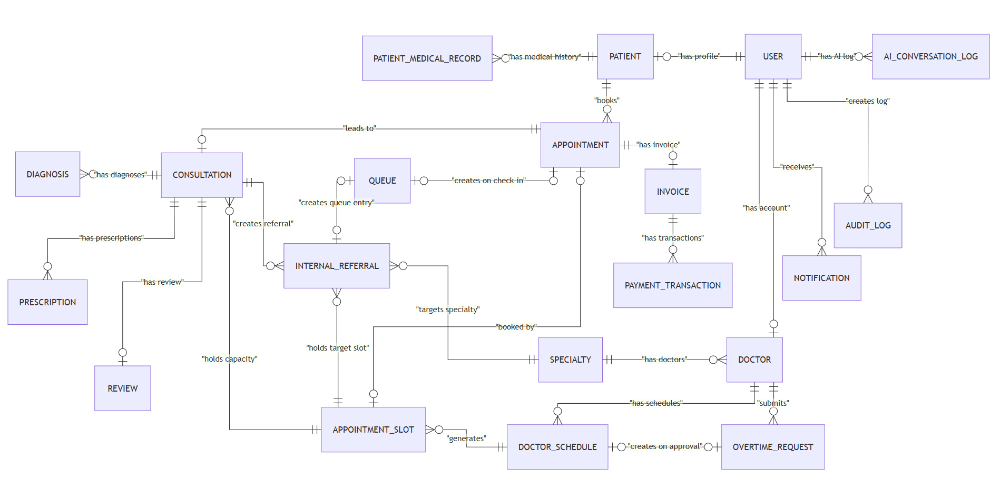 PATIENT_MEDICAL_RECORD
"has medical history"
PATIENT
"has profile"
USER
"has AI log"
AI_CONVERSATION_LOG
"books"
"creates log"
"leads to"
APPOINTMENT
"has invoice"
DIAGNOSIS
"has diagnoses"
CONSULTATION
QUEUE
"creates on check-in"
"receives"
INVOICE
"creates queue entry"
"has account"
"creates referral"
AUDIT_LOG
"has prescriptions"
"has transactions"
INTERNAL_REFERRAL
NOTIFICATION
"has review"
PAYMENT_TRANSACTION
PRESCRIPTION
"targets specialty"
"booked by"
"holds target slot"
"holds capacity"
SPECIALTY
"has doctors"
DOCTOR
REVIEW
"has schedules"
"submits"
APPOINTMENT_SLOT
"generates"
DOCTOR_SCHEDULE
"creates on approval"
OVERTIME_REQUEST